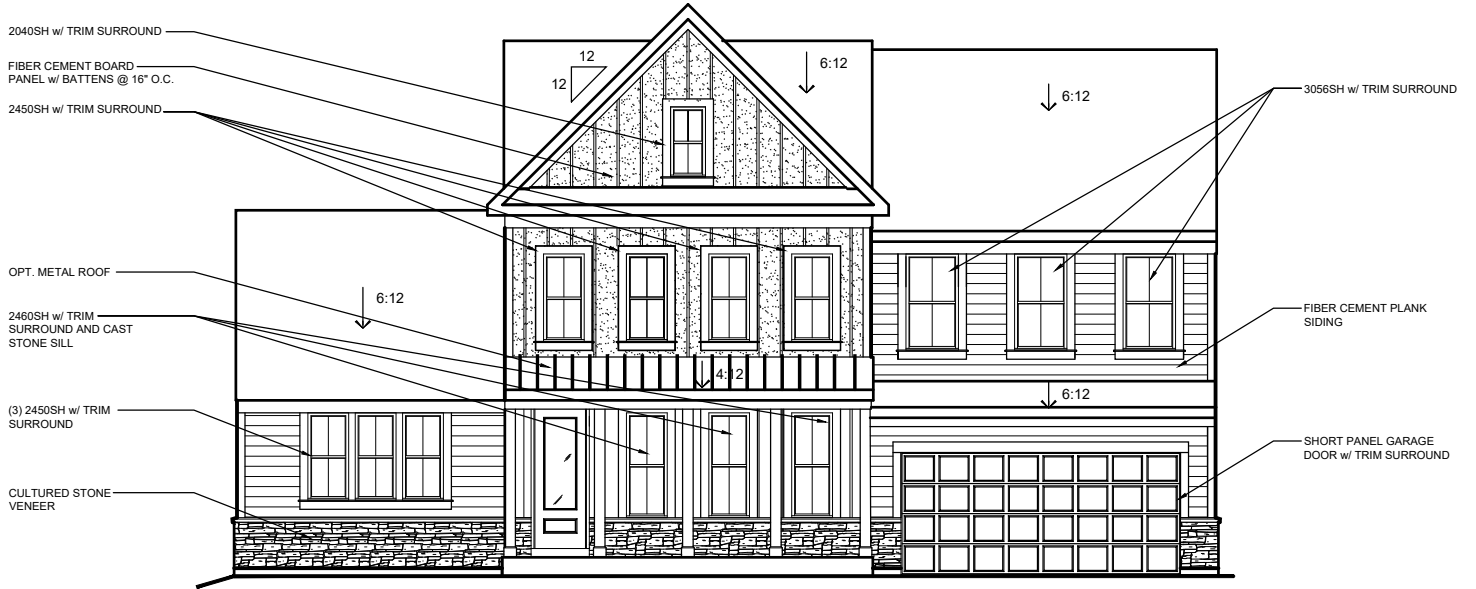 2040SH w/ TRIM SURROUND
FIBER CEMENT BOARD
PANEL w/ BATTENS @ 16" O.C.
2450SH w/ TRIM SURROUND
OPT. METAL ROOF
2460SH w/ TRIM
SURROUND AND CAST
STONE SILL
(3) 2450SH w/ TRIM
SURROUND
CULTURED STONE
VENEER
12
12
6:12
6:12
6:12
4:12
6:12
3056SH w/ TRIM SURROUND
FIBER CEMENT PLANK
SIDING
SHORT PANEL GARAGE
DOOR w/ TRIM SURROUND